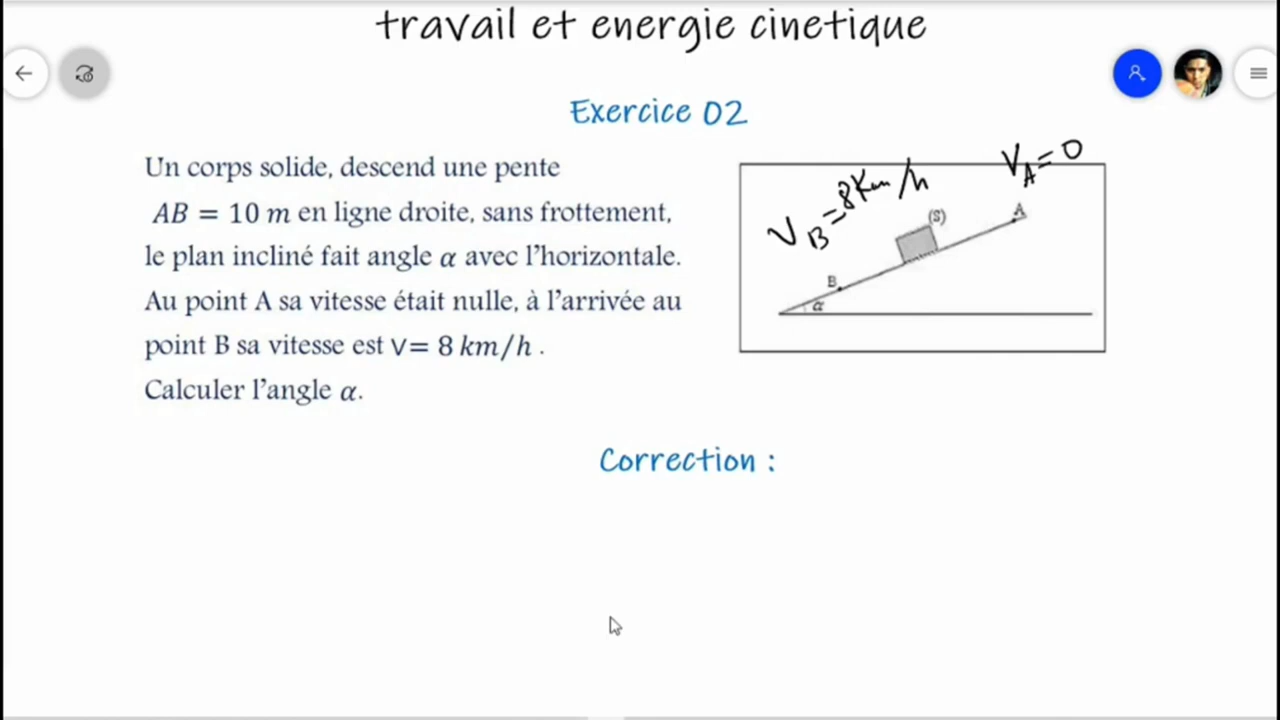 travail et energie cinetique
Exercice 02
Un corps solide, descend une pente
AB = 10 m en ligne droite, sans frottement,
le plan incliné fait angle α avec l'horizontale.
Au point A sa vitesse était nulle, à l'arrivée au
point B sa vitesse est v= 8 km/h .
Calculer l'angle α.
V_A = 0
V_B = 8 Km/h
(S)
A
B
α
Correction :